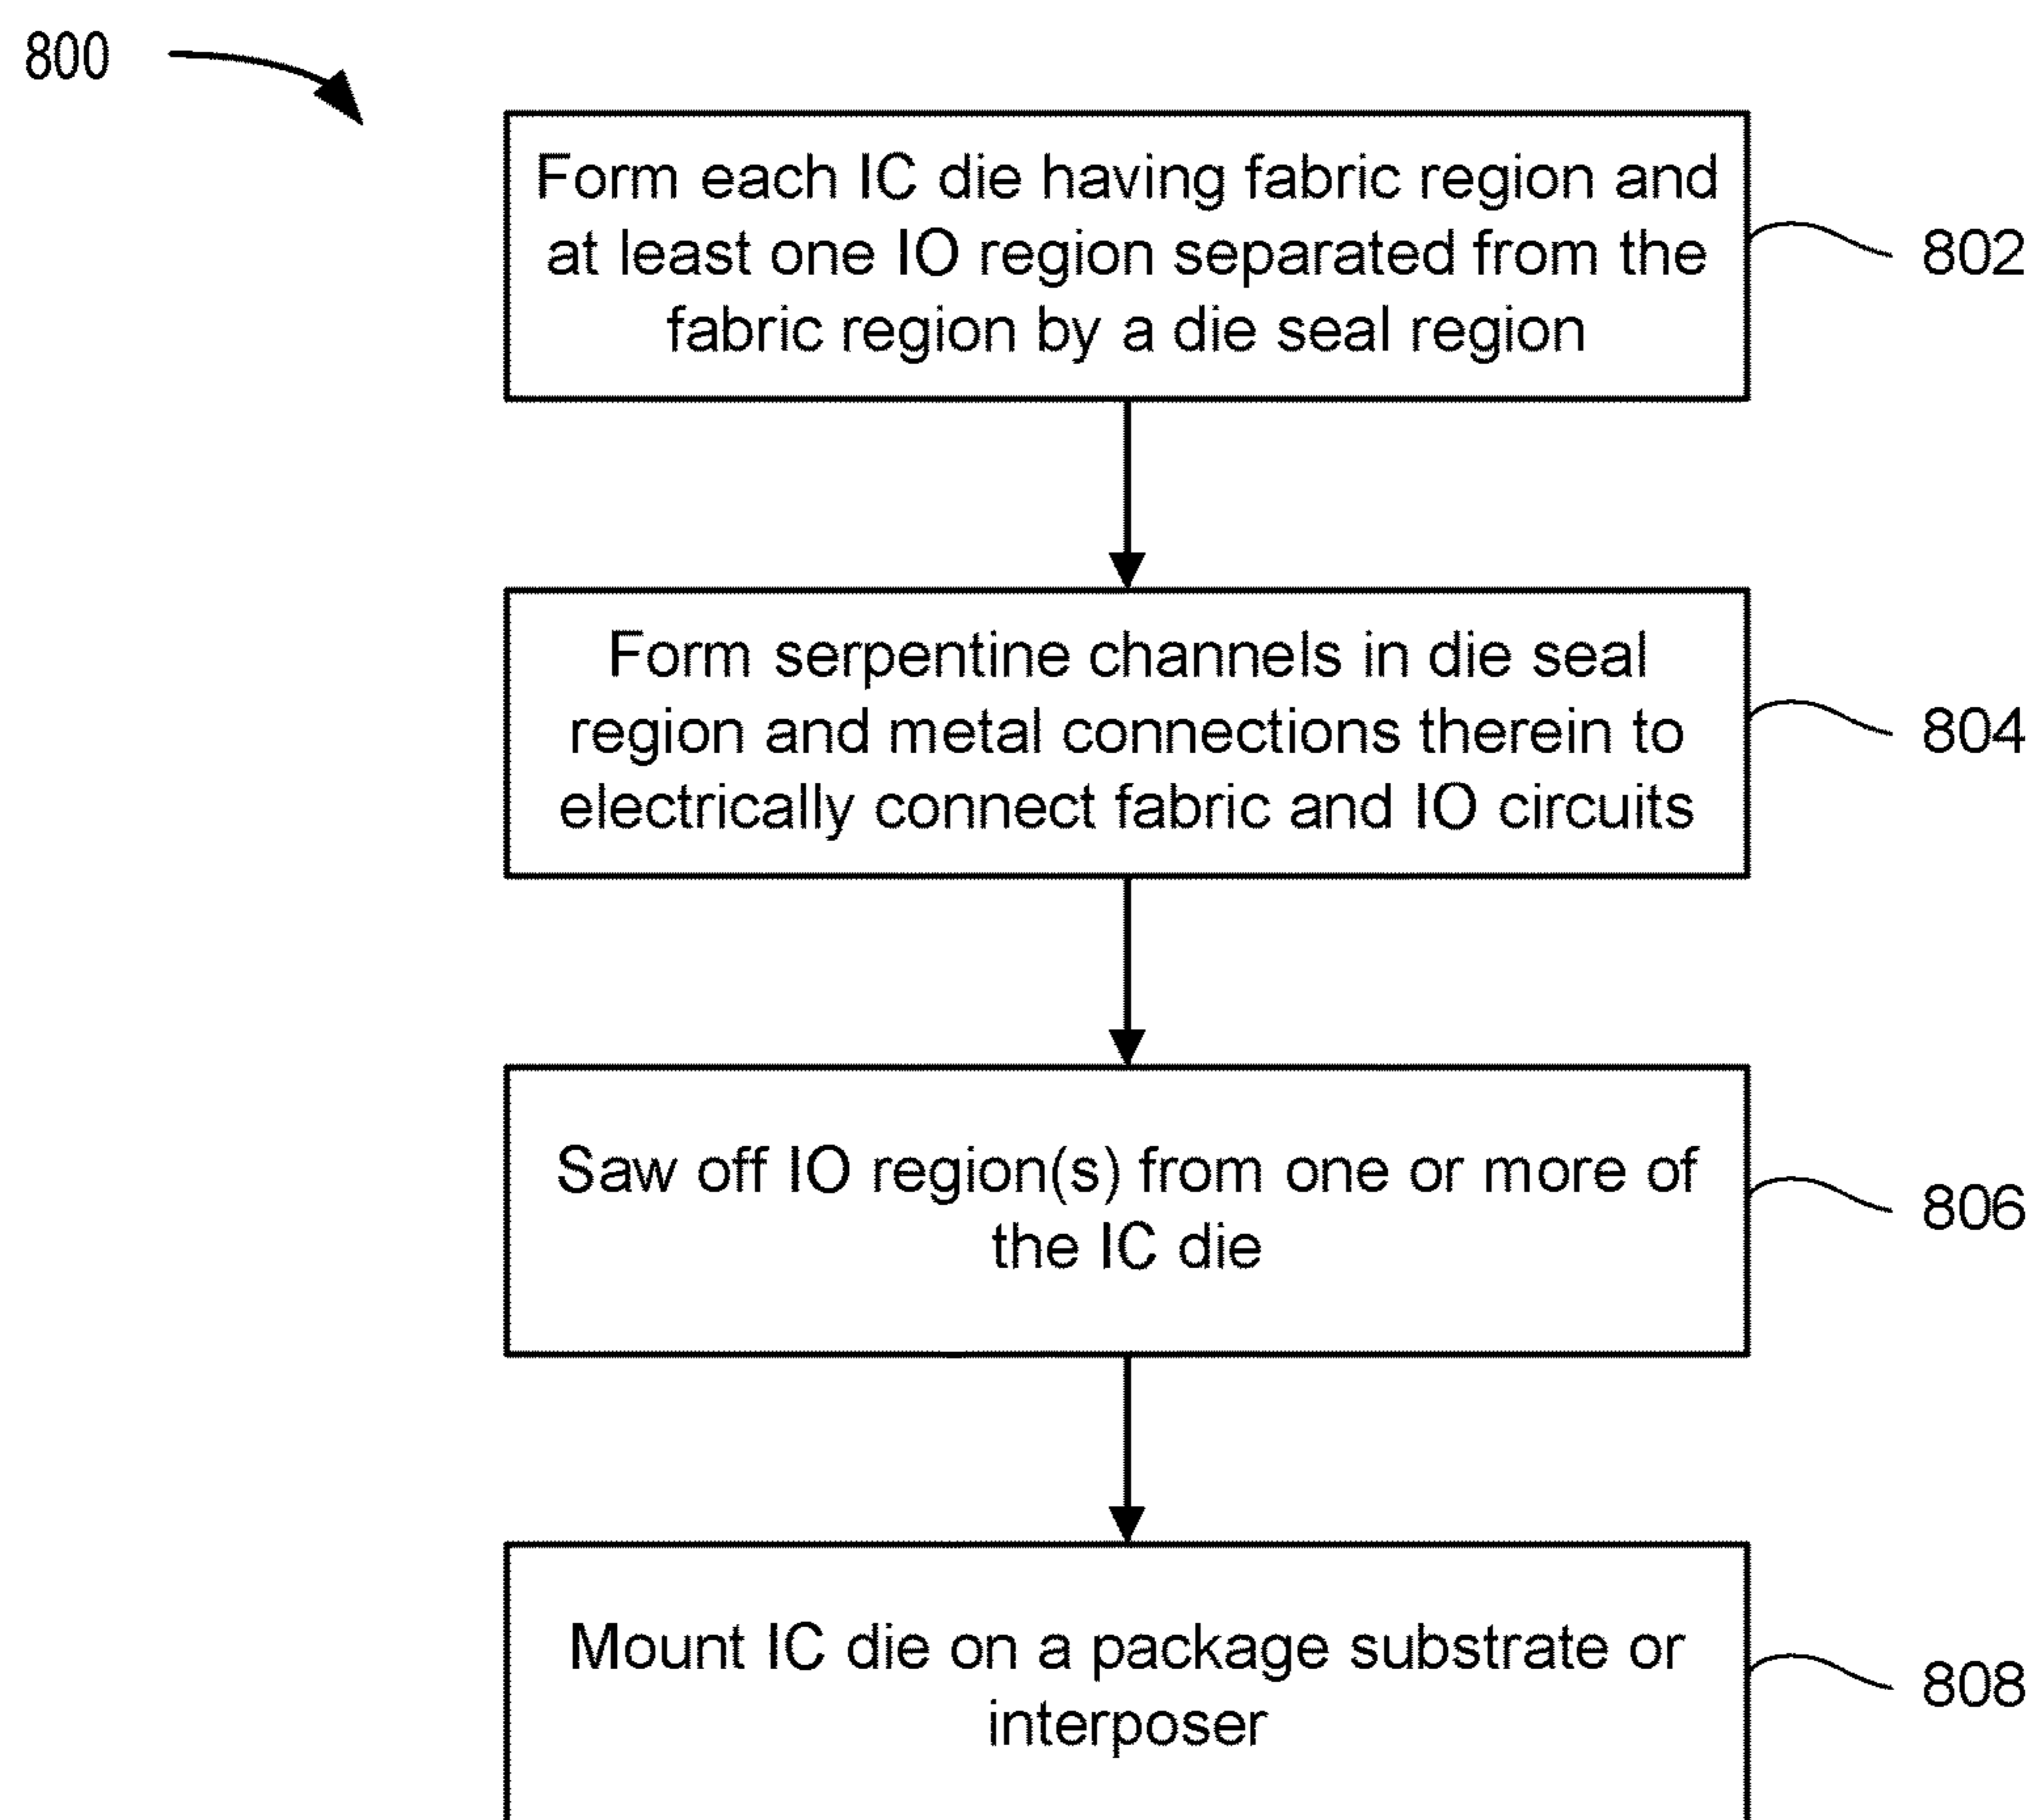 800
Form each IC die having fabric region and
at least one IO region separated from the
fabric region by a die seal region
802
Form serpentine channels in die seal
region and metal connections therein to
electrically connect fabric and IO circuits
804
Saw off IO region(s) from one or more of
the IC die
806
Mount IC die on a package substrate or
interposer
808